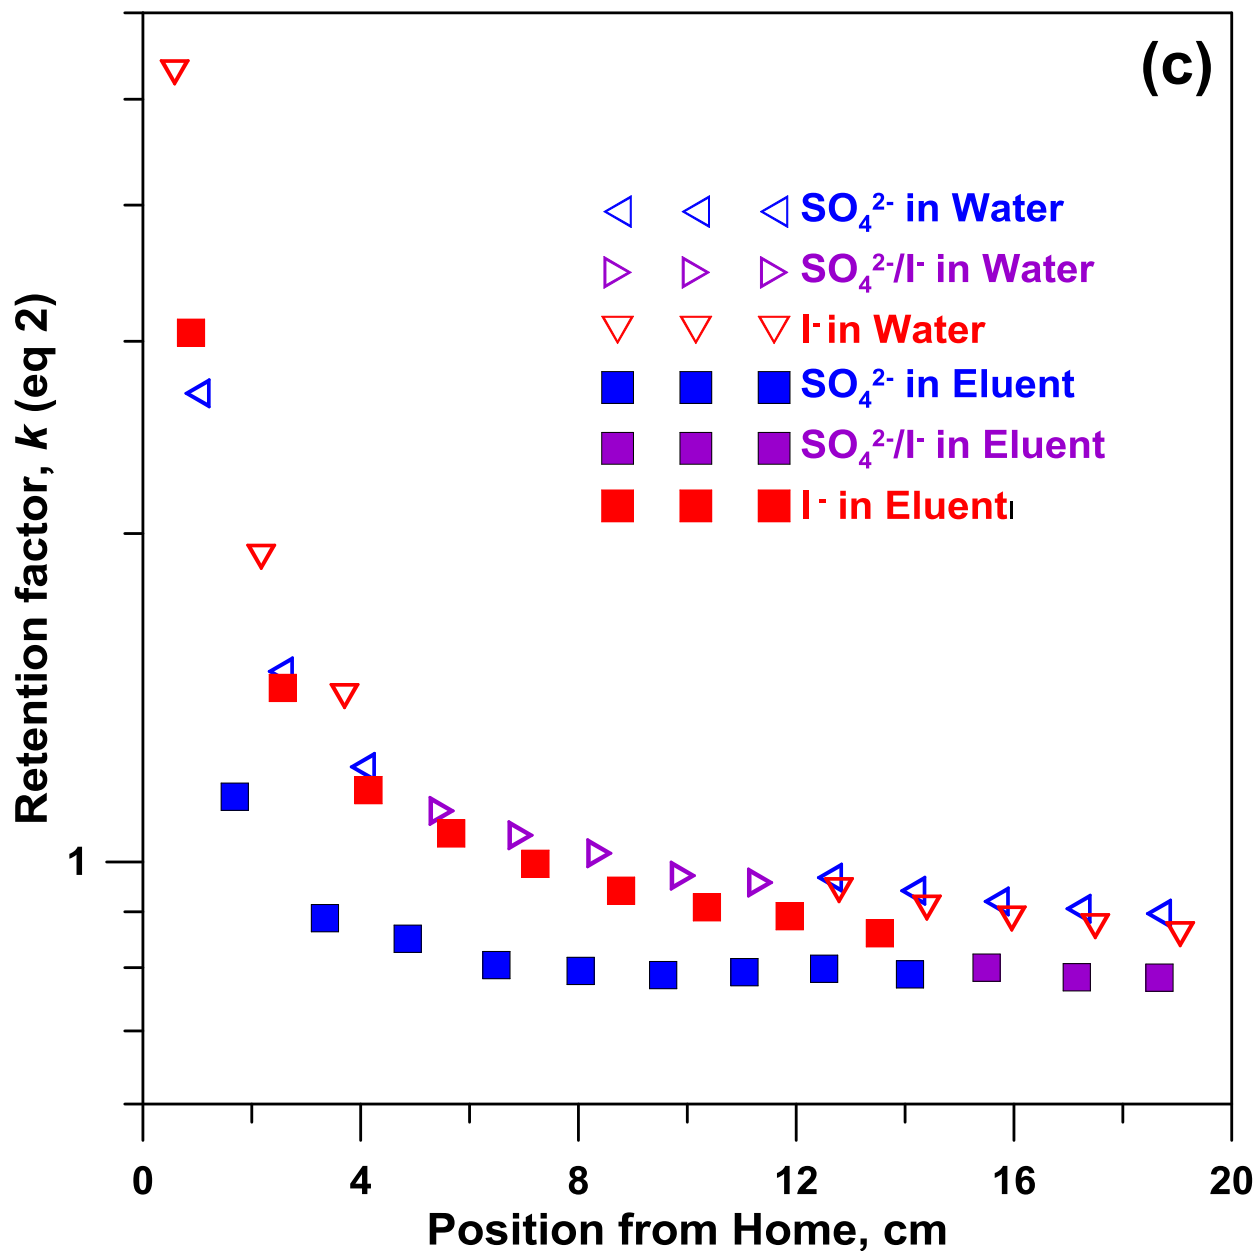 (c)
SO₄²⁻ in Water
SO₄²⁻/I⁻ in Water
I⁻ in Water
SO₄²⁻ in Eluent
SO₄²⁻/I⁻ in Eluent
I⁻ in Eluent
Retention factor, k (eq 2)
1
0 4 8 12 16 20
Position from Home, cm